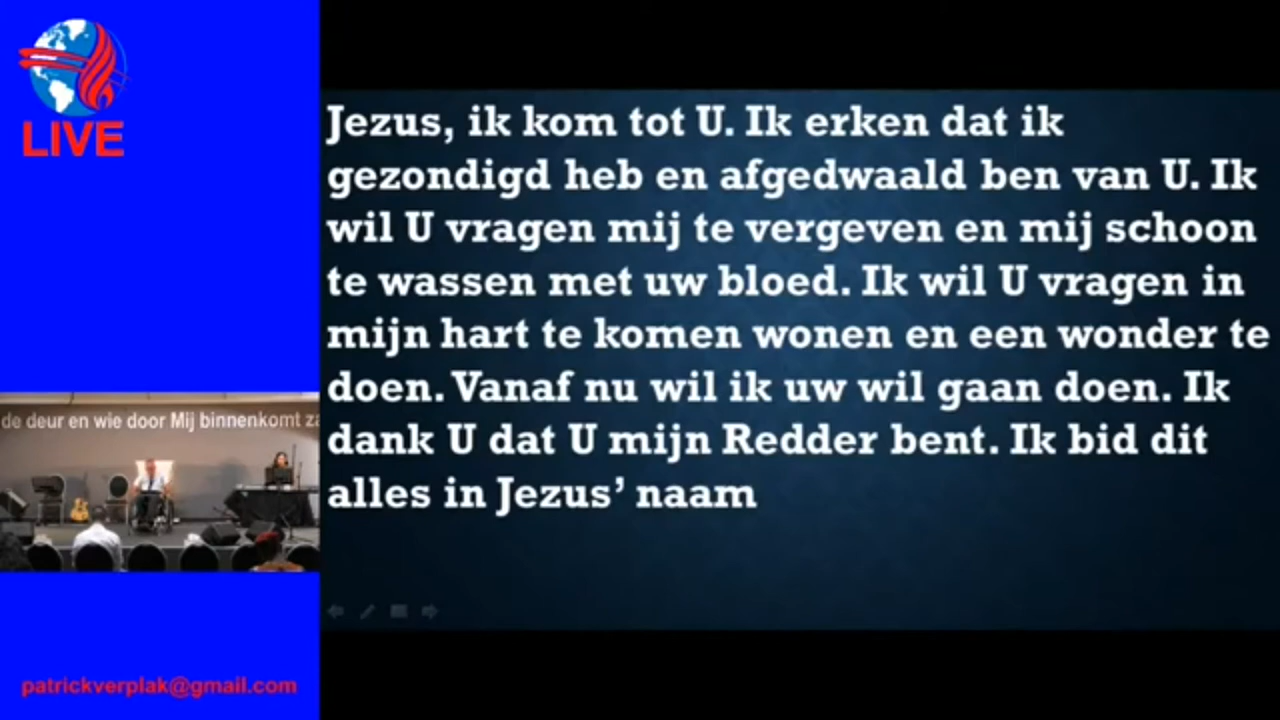 LIVE
Jezus, ik kom tot U. Ik erken dat ik
gezondigd heb en afgedwaald ben van U. Ik
wil U vragen mij te vergeven en mij schoon
te wassen met uw bloed. Ik wil U vragen in
mijn hart te komen wonen en een wonder te
doen. Vanaf nu wil ik uw wil gaan doen. Ik
dank U dat U mijn Redder bent. Ik bid dit
alles in Jezus’ naam
de deur en wie door Mij binnenkomt za
patrickverplak@gmail.com